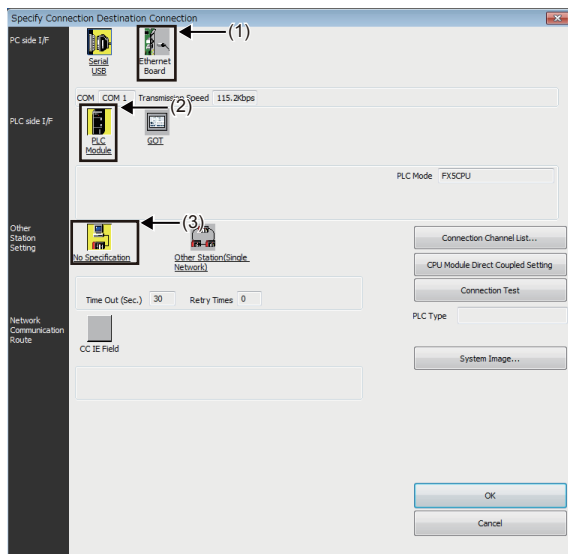 Specify Connection Destination Connection
PC side I/F
Serial
USB
Ethernet
Board
(1)
COM COM 1 Transmission Speed 115.2Kbps
(2)
PLC side I/F
PLC
Module
GOT
PLC Mode FX5CPU
(3)
Other
Station
Setting
No Specification
Other Station(Single
Network)
Connection Channel List...
CPU Module Direct Coupled Setting
Time Out (Sec.) 30 Retry Times 0
Connection Test
Network
Communication
Route
CC IE Field
PLC Type
System Image...
OK
Cancel